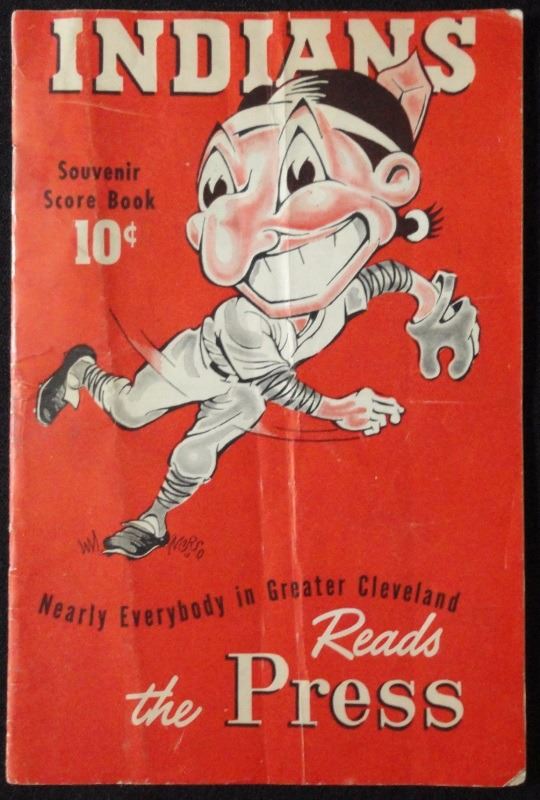 INDIANS
Souvenir
Score Book
10¢
Nearly Everybody in Greater Cleveland
Reads
the Press